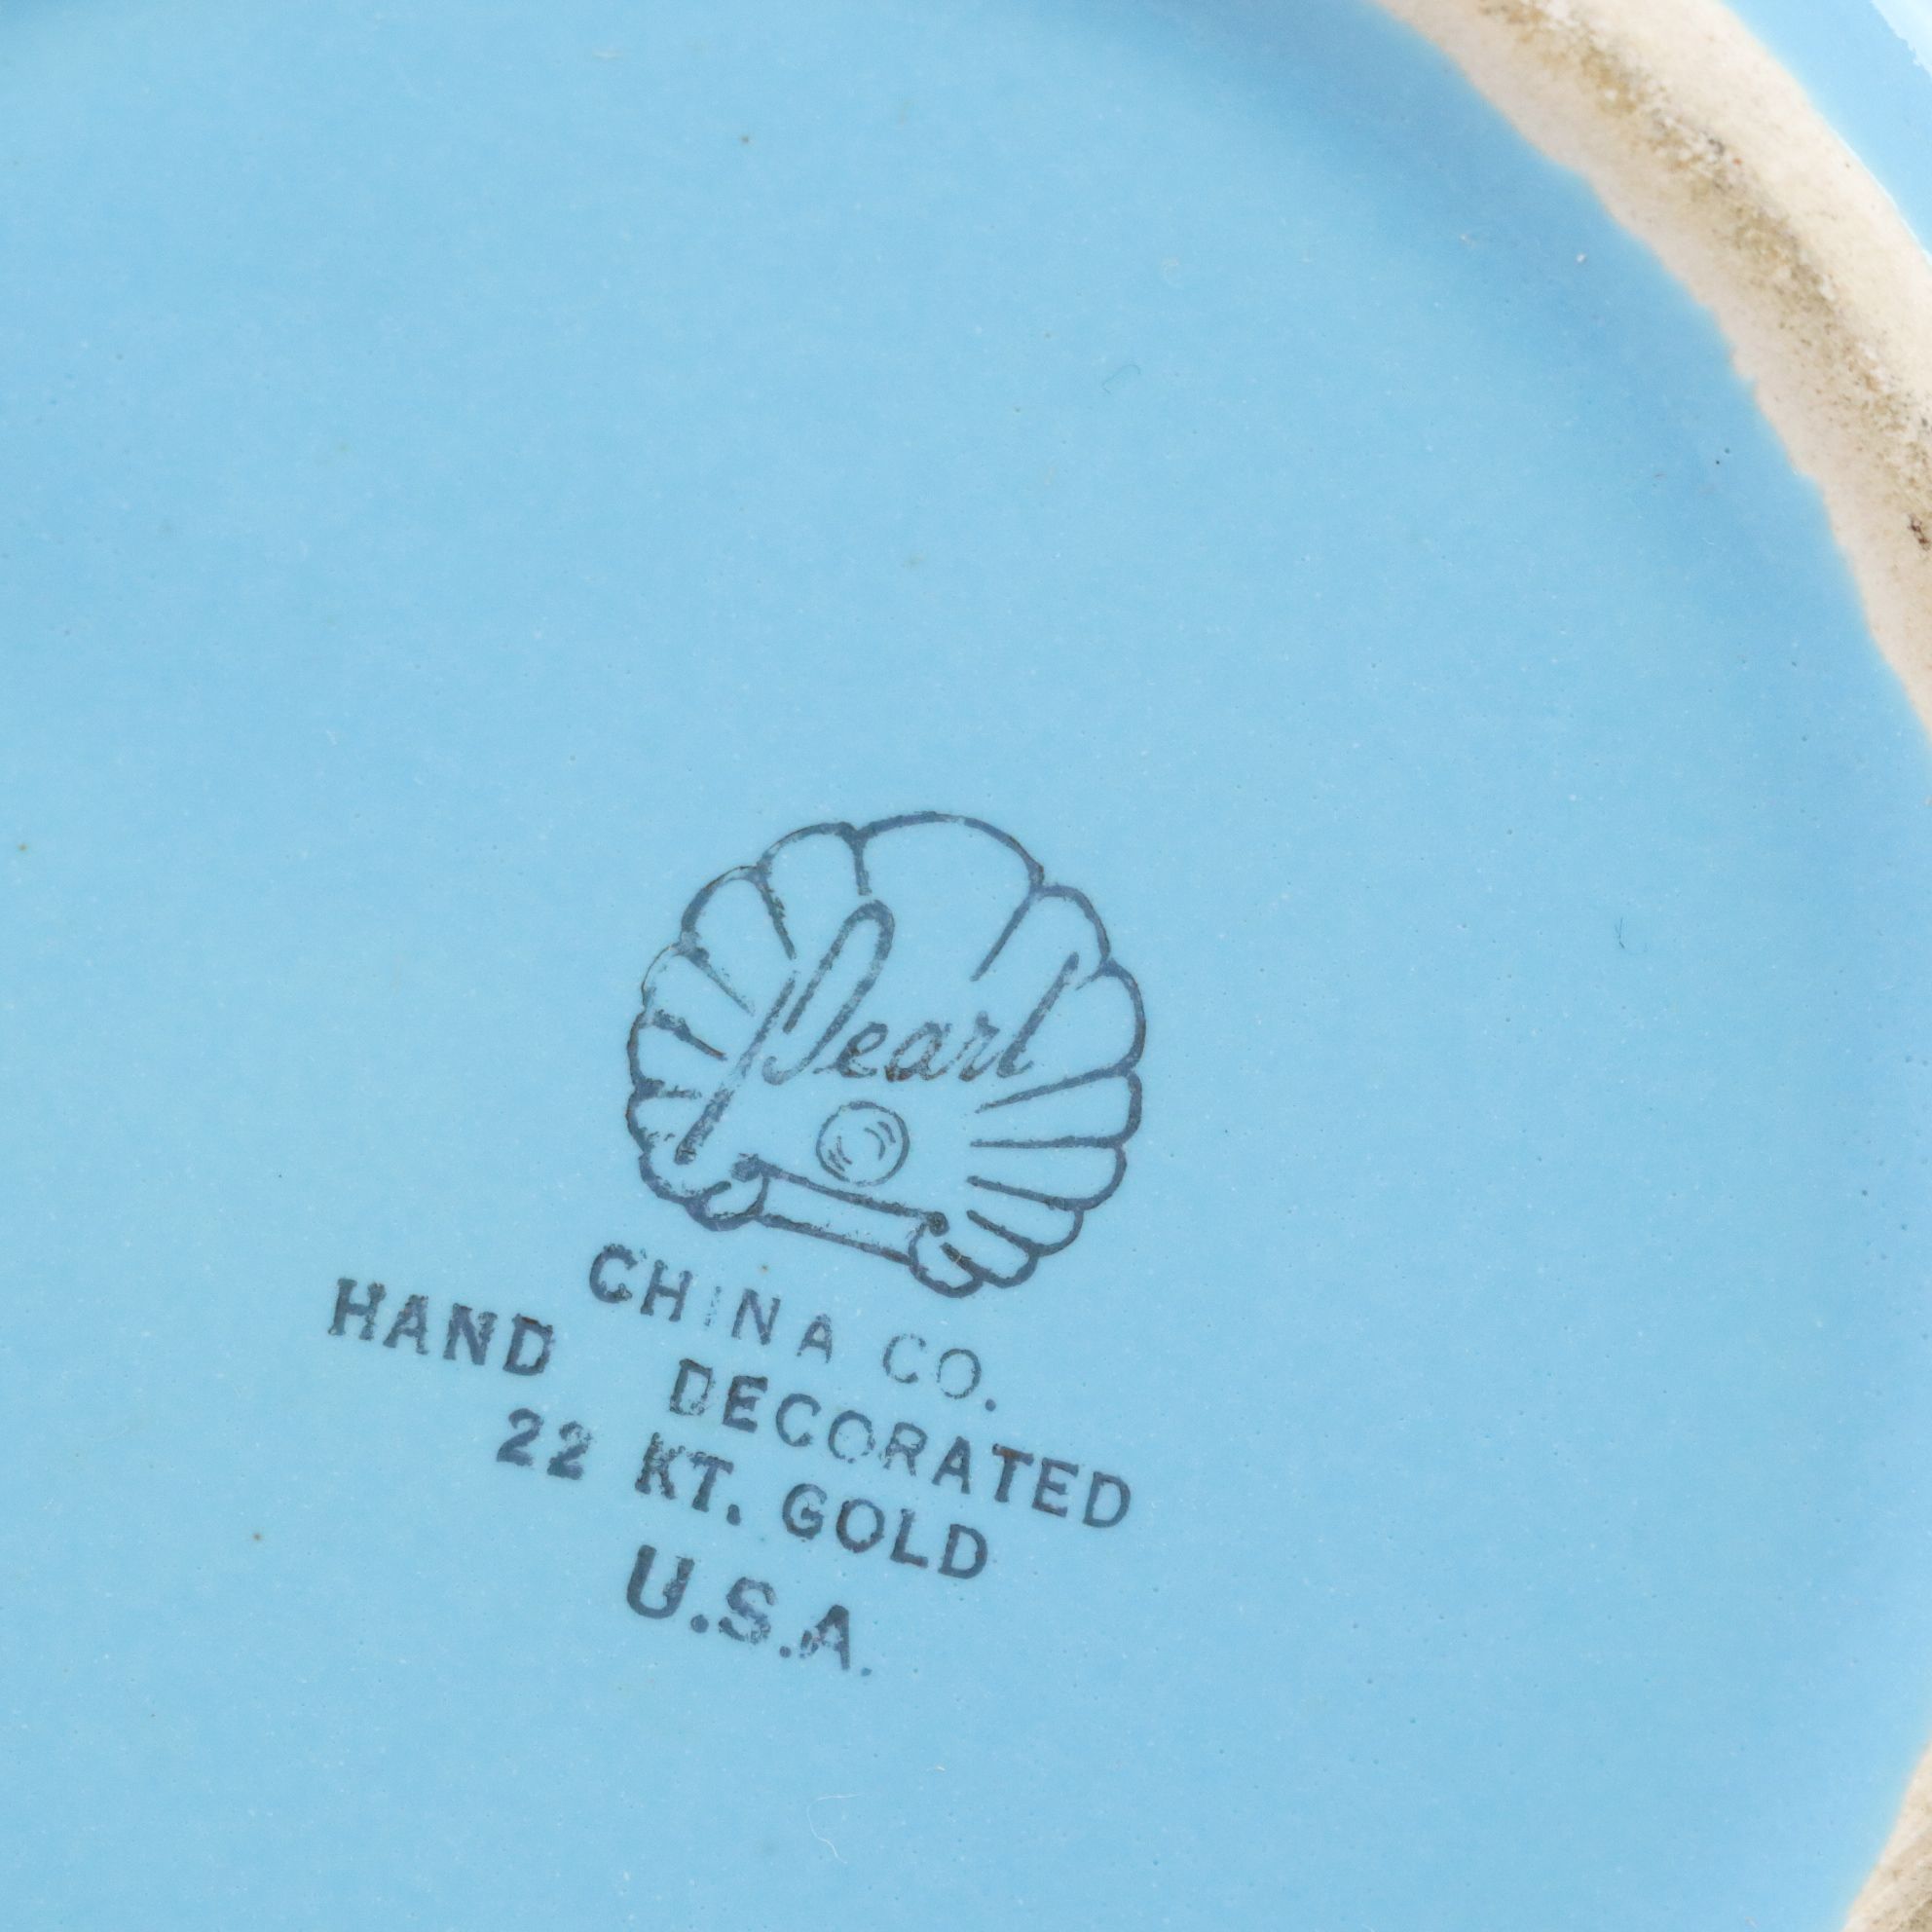 Pearl
CHINA CO.
HAND DECORATED
22 KT. GOLD
U.S.A.